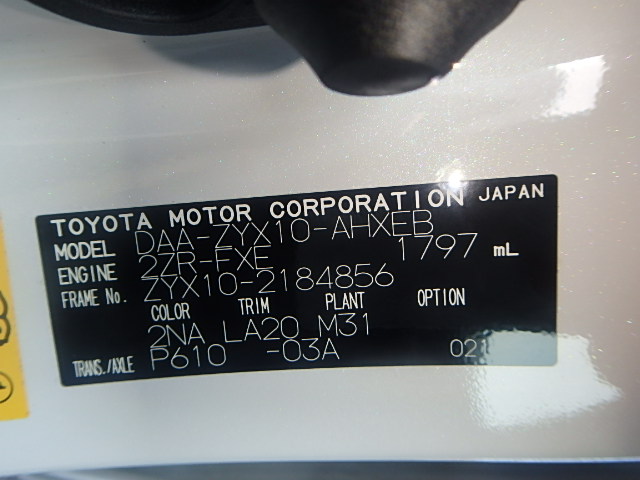 TOYOTA MOTOR CORPORATION JAPAN
MODEL DAA-ZYX10-AHXEB
ENGINE 2ZR-FXE 1797 mL
FRAME No. ZYX10-2184856
COLOR TRIM PLANT OPTION
2NA LA20 M31
TRANS./AXLE P610 -03A 021